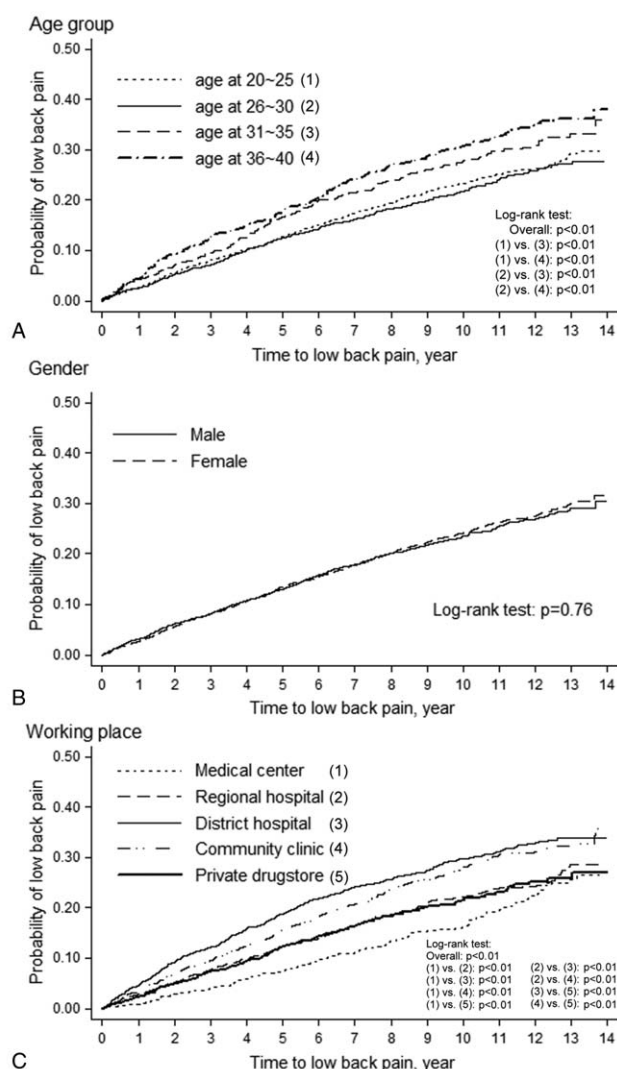 Age group
0.50
0.40
0.30
0.20
0.10
0.00
Probability of low back pain
age at 20~25 (1)
age at 26~30 (2)
age at 31~35 (3)
age at 36~40 (4)
Log-rank test:
Overall: p<0.01
(1) vs. (3): p<0.01
(1) vs. (4): p<0.01
(2) vs. (3): p<0.01
(2) vs. (4): p<0.01
0 1 2 3 4 5 6 7 8 9 10 11 12 13 14
A
Time to low back pain, year
Gender
0.50
0.40
0.30
0.20
0.10
0.00
Probability of low back pain
Male
Female
Log-rank test: p=0.76
0 1 2 3 4 5 6 7 8 9 10 11 12 13 14
B
Time to low back pain, year
Working place
0.50
0.40
0.30
0.20
0.10
0.00
Probability of low back pain
Medical center (1)
Regional hospital (2)
District hospital (3)
Community clinic (4)
Private drugstore (5)
Log-rank test:
Overall: p<0.01
(1) vs. (2): p<0.01 (2) vs. (3): p<0.01
(1) vs. (3): p<0.01 (2) vs. (4): p<0.01
(1) vs. (4): p<0.01 (3) vs. (5): p<0.01
(1) vs. (5): p<0.01 (4) vs. (5): p<0.01
0 1 2 3 4 5 6 7 8 9 10 11 12 13 14
C
Time to low back pain, year